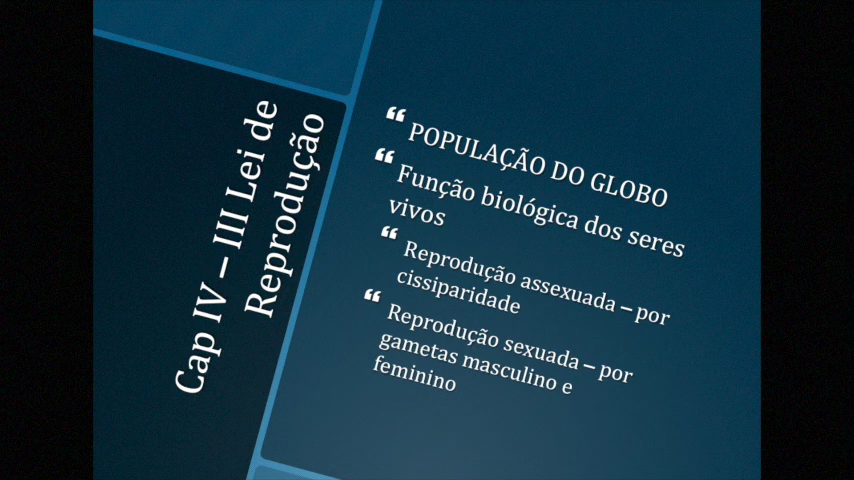 Cap IV – III Lei de
Reprodução
❝ POPULAÇÃO DO GLOBO
❝ Função biológica dos seres
vivos
❝ Reprodução assexuada – por
cissiparidade
❝ Reprodução sexuada – por
gametas masculino e
feminino